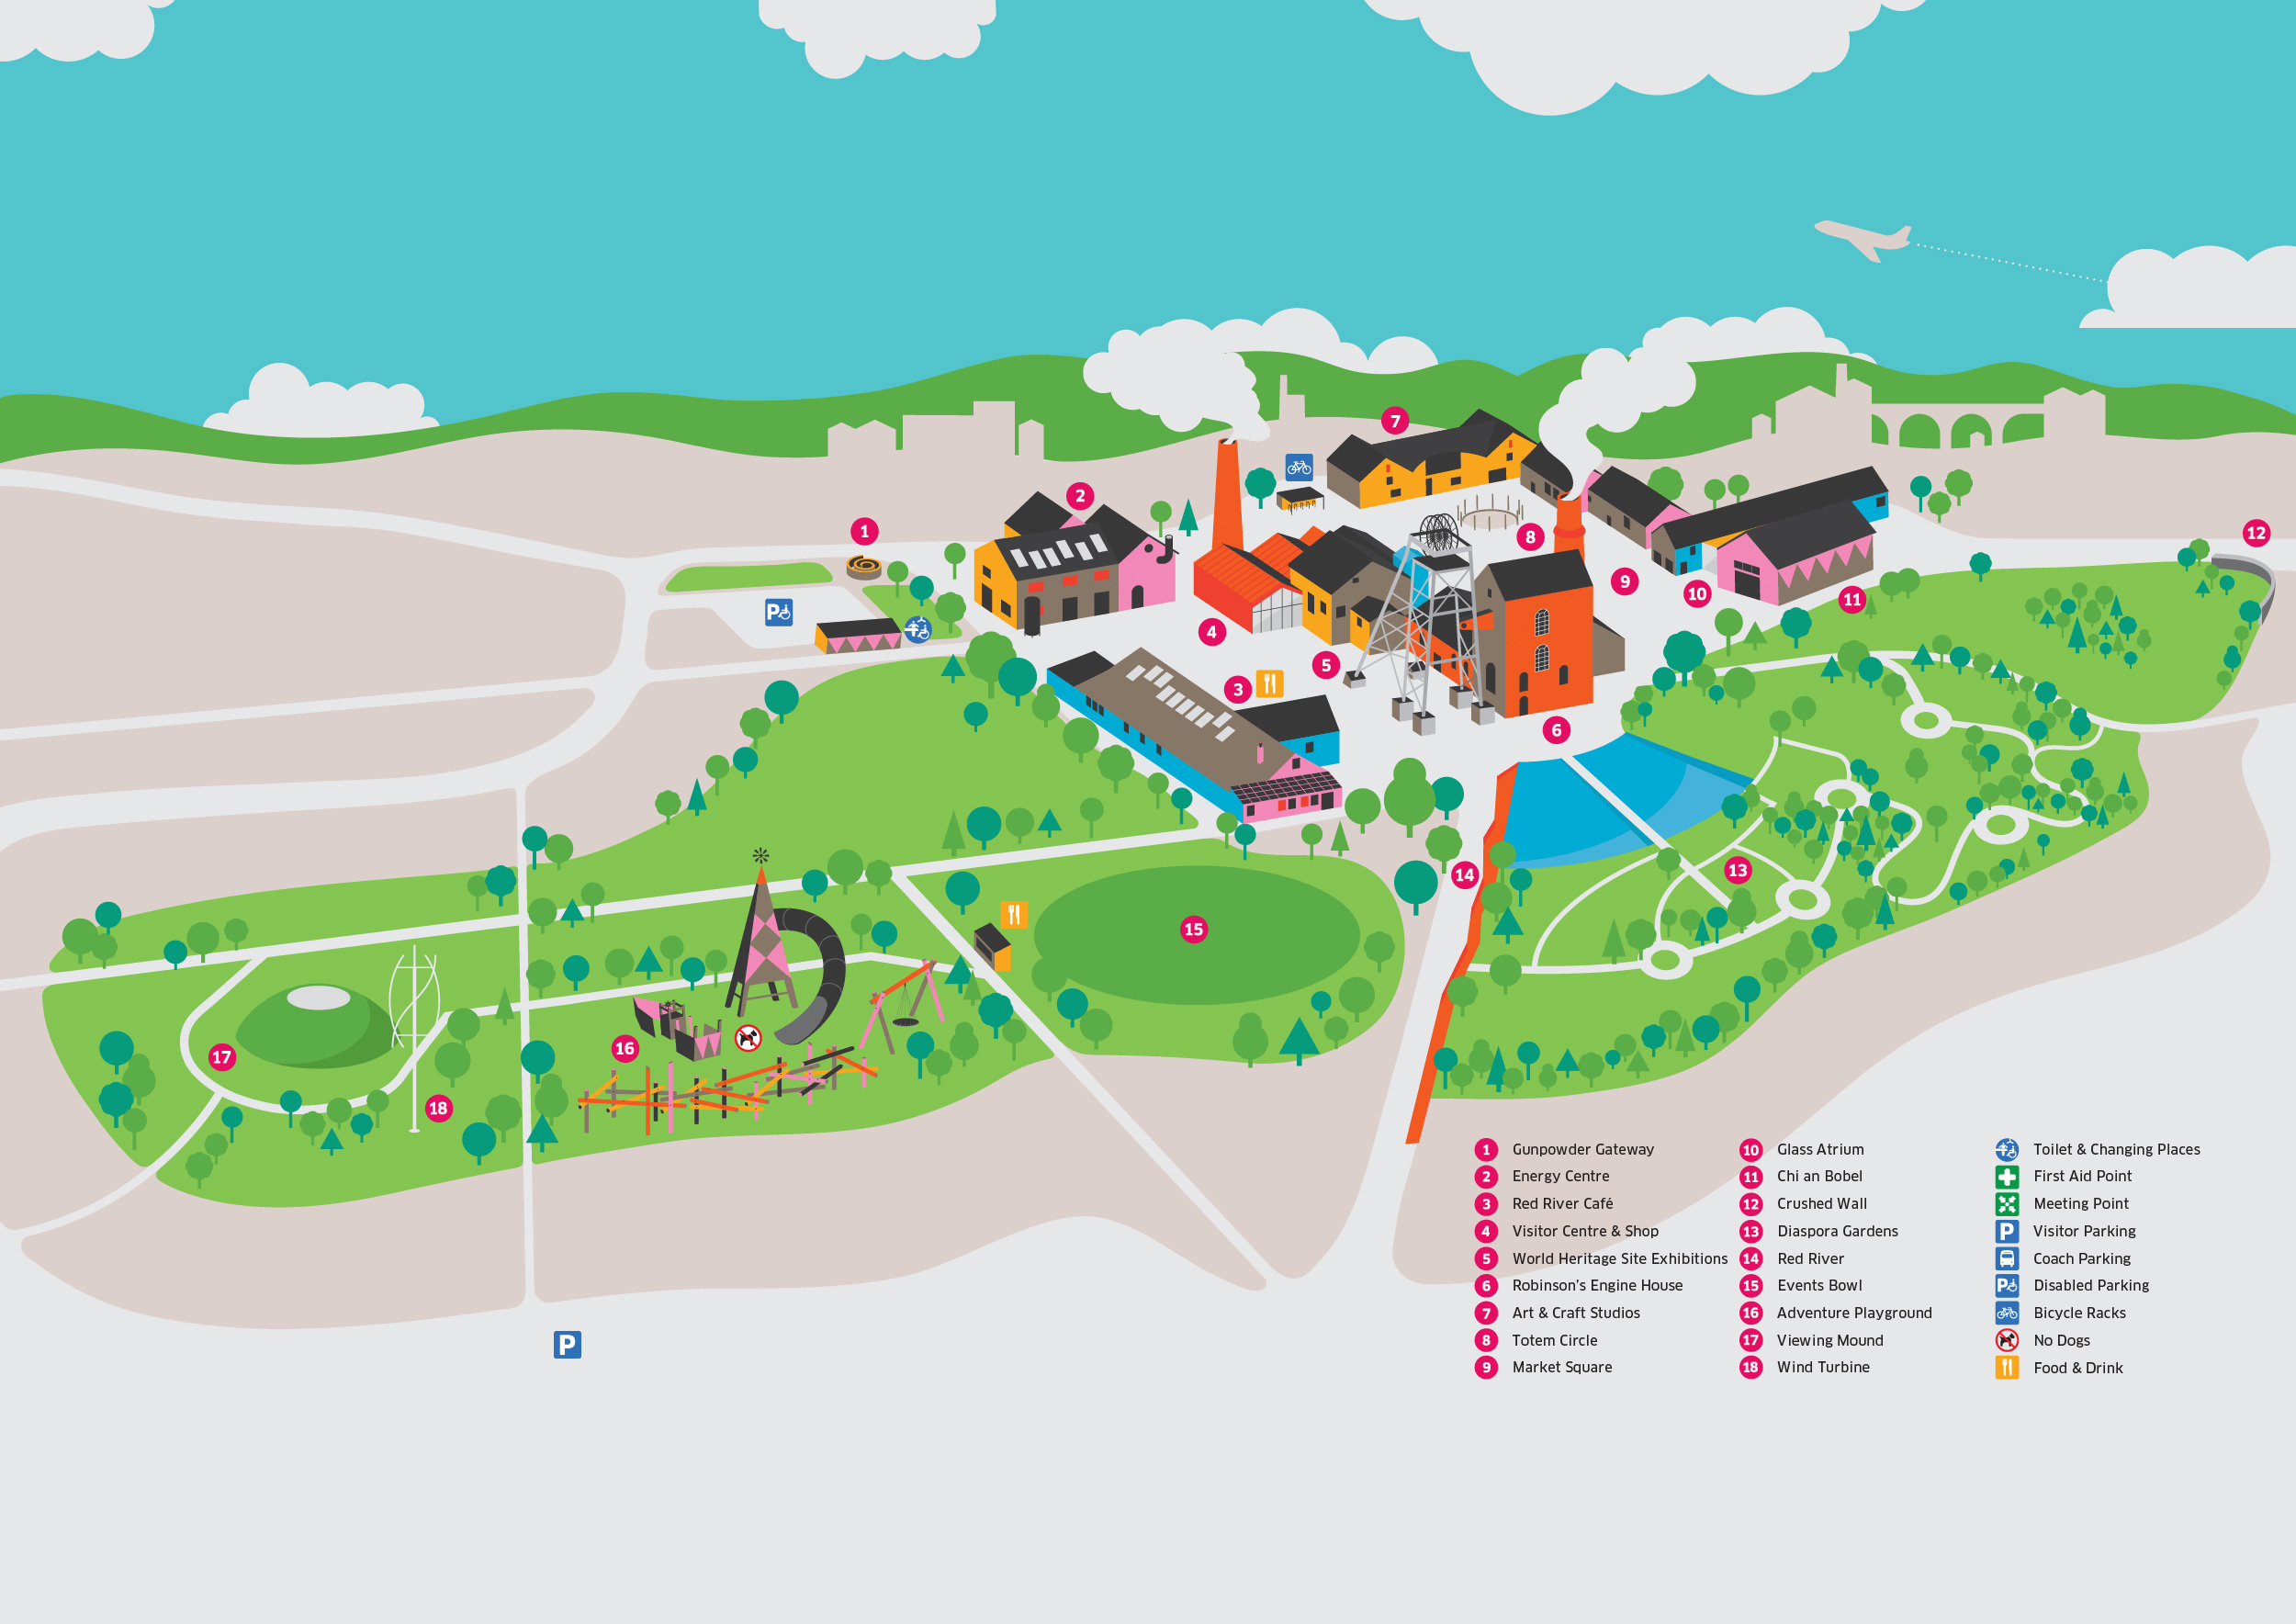 7
2
1
8
12
9
10
11
P
4
5
3
6
13
14
15
16
17
18
1 Gunpowder Gateway
2 Energy Centre
3 Red River Café
4 Visitor Centre & Shop
5 World Heritage Site Exhibitions
6 Robinson's Engine House
7 Art & Craft Studios
8 Totem Circle
9 Market Square
10 Glass Atrium
11 Chi an Bobel
12 Crushed Wall
13 Diaspora Gardens
14 Red River
15 Events Bowl
16 Adventure Playground
17 Viewing Mound
18 Wind Turbine
Toilet & Changing Places
First Aid Point
Meeting Point
P Visitor Parking
Coach Parking
P Disabled Parking
Bicycle Racks
No Dogs
Food & Drink
P